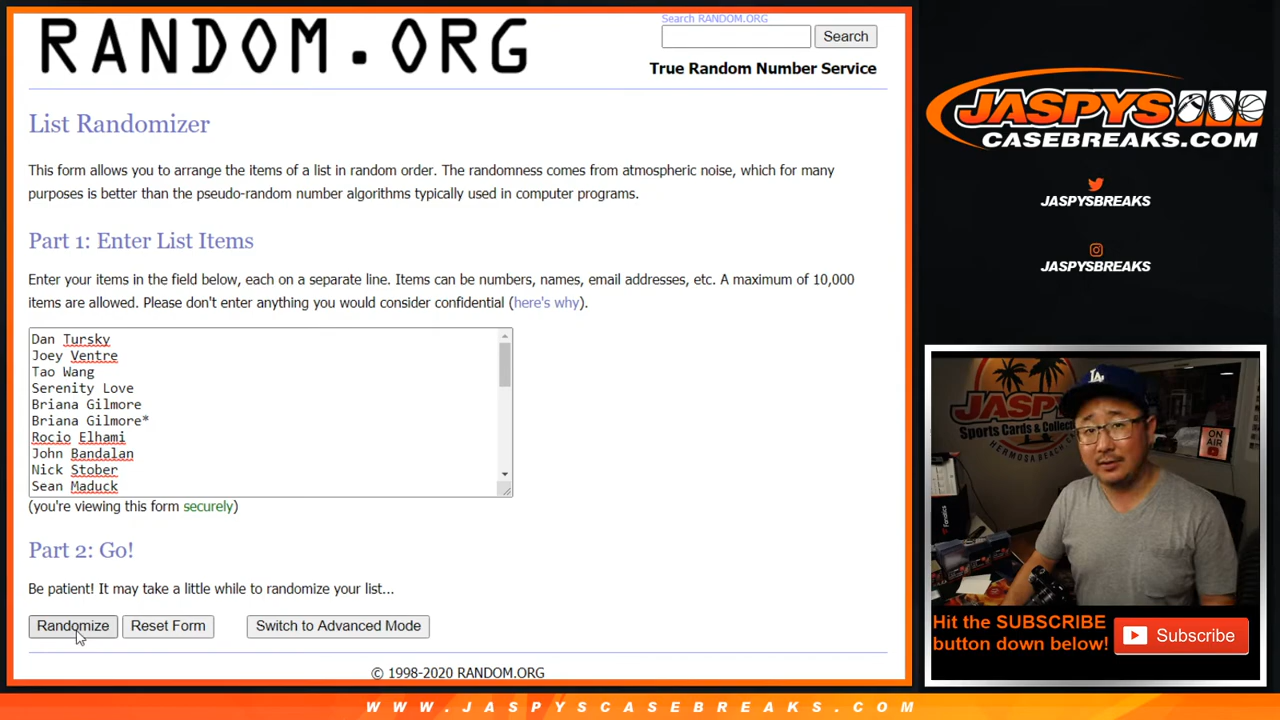 RANDOM.ORG
Search RANDOM.ORG
Search
True Random Number Service
List Randomizer
This form allows you to arrange the items of a list in random order. The randomness comes from atmospheric noise, which for many
purposes is better than the pseudo-random number algorithms typically used in computer programs.
Part 1: Enter List Items
Enter your items in the field below, each on a separate line. Items can be numbers, names, email addresses, etc. A maximum of 10,000
items are allowed. Please don't enter anything you would consider confidential (here's why).
Dan Tursky
Joey Ventre
Tao Wang
Serenity Love
Briana Gilmore
Briana Gilmore*
Rocio Elhami
John Bandalan
Nick Stober
Sean Maduck
(you're viewing this form securely)
Part 2: Go!
Be patient! It may take a little while to randomize your list...
Randomize
Reset Form
Switch to Advanced Mode
© 1998-2020 RANDOM.ORG
JASPYS
CASEBREAKS.COM
JASPYSBREAKS
JASPYSBREAKS
JASPYS
Sports Cards & Collec
HERMOSA BEACH
ON
AIR
Fanatics
LA
Hit the SUBSCRIBE
button down below!
Subscribe
WWW.JASPYSCASEBREAKS.COM